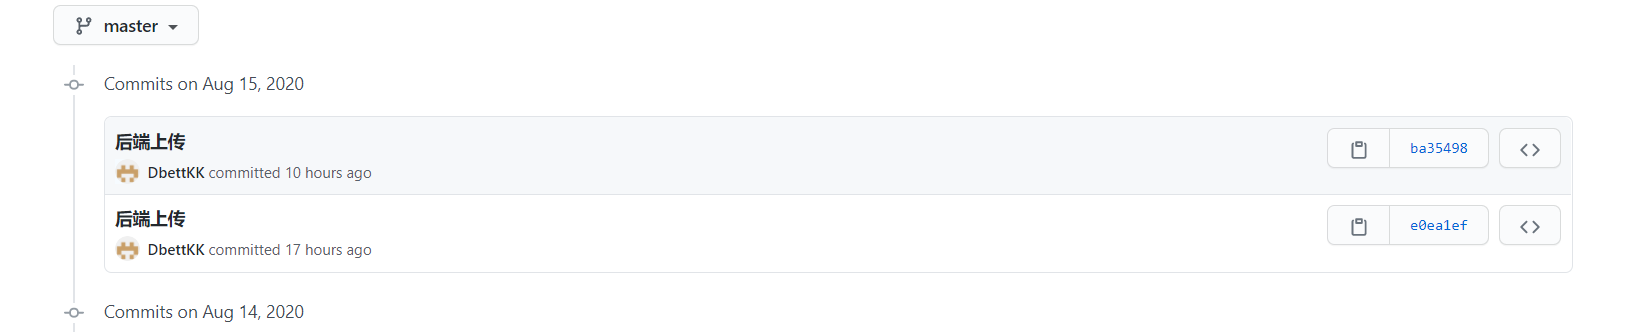 master
Commits on Aug 15, 2020
后端上传
DbettKK committed 10 hours ago
ba35498
后端上传
DbettKK committed 17 hours ago
e0ea1ef
Commits on Aug 14, 2020